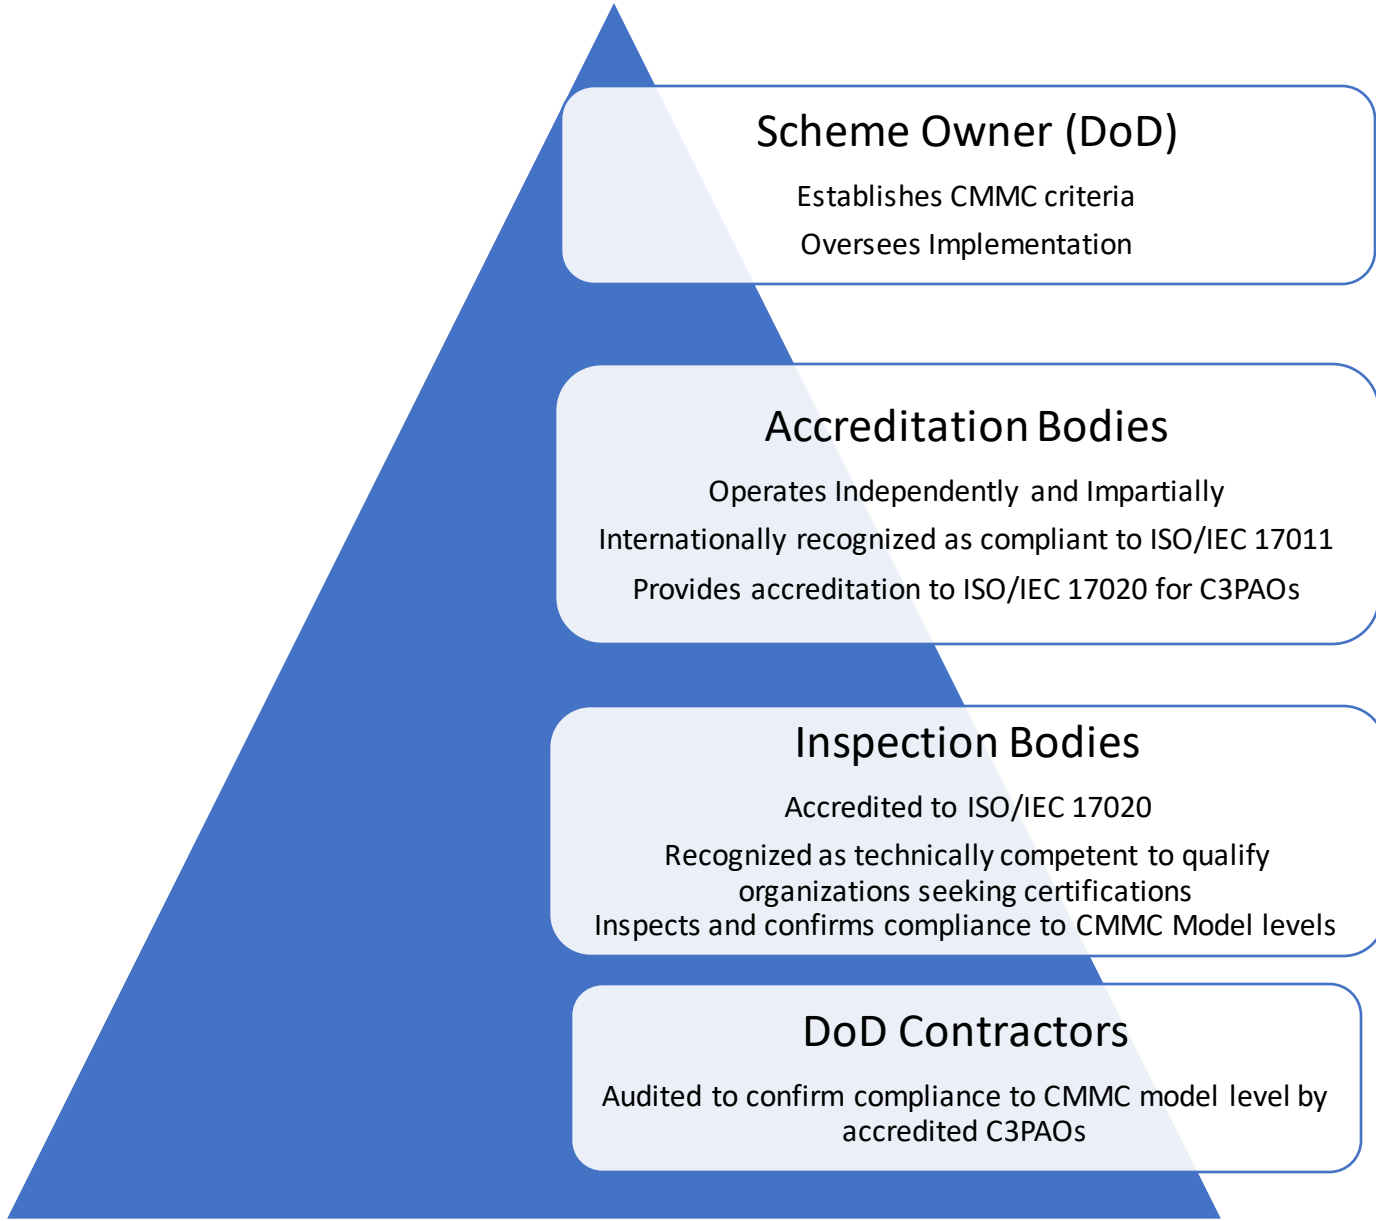 Scheme Owner (DoD)
Establishes CMMC criteria
Oversees Implementation
Accreditation Bodies
Operates Independently and Impartially
Internationally recognized as compliant to ISO/IEC 17011
Provides accreditation to ISO/IEC 17020 for C3PAOs
Inspection Bodies
Accredited to ISO/IEC 17020
Recognized as technically competent to qualify
organizations seeking certifications
Inspects and confirms compliance to CMMC Model levels
DoD Contractors
Audited to confirm compliance to CMMC model level by
accredited C3PAOs